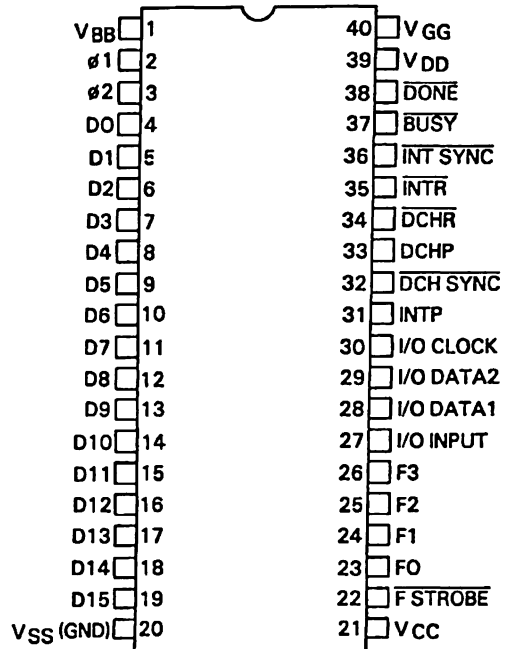 VBB 1 40 VGG
ø1 2 39 VDD
ø2 3 38 DONE
D0 4 37 BUSY
D1 5 36 INT SYNC
D2 6 35 INTR
D3 7 34 DCHR
D4 8 33 DCHP
D5 9 32 DCH SYNC
D6 10 31 INTP
D7 11 30 I/O CLOCK
D8 12 29 I/O DATA2
D9 13 28 I/O DATA1
D10 14 27 I/O INPUT
D11 15 26 F3
D12 16 25 F2
D13 17 24 F1
D14 18 23 F0
D15 19 22 F STROBE
VSS (GND) 20 21 VCC